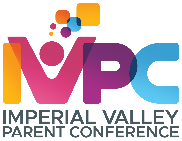 IVPC
IMPERIAL VALLEY
PARENT CONFERENCE